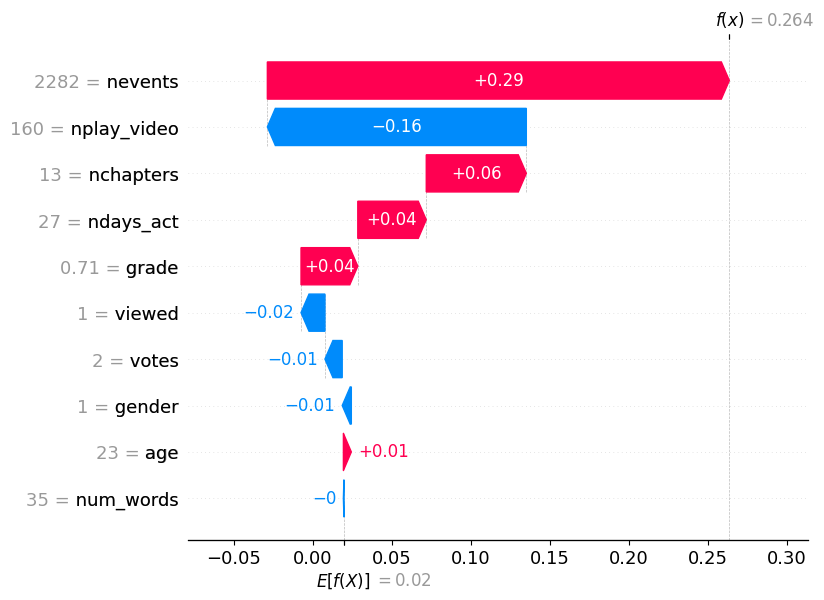 f(x) = 0.264
2282 = nevents +0.29
160 = nplay_video −0.16
13 = nchapters +0.06
27 = ndays_act +0.04
0.71 = grade +0.04
1 = viewed −0.02
2 = votes −0.01
1 = gender −0.01
23 = age +0.01
35 = num_words −0
−0.05 0.00 0.05 0.10 0.15 0.20 0.25 0.30
E[f(X)] = 0.02